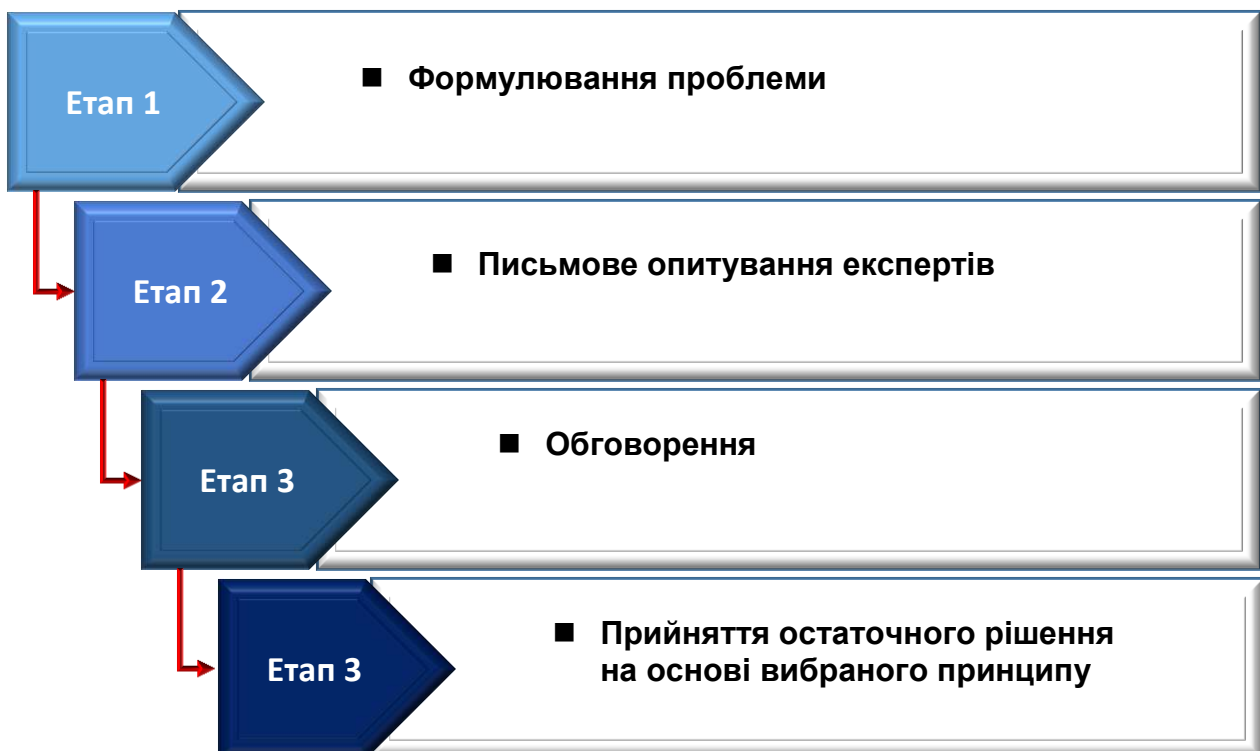 Етап 1
■ Формулювання проблеми
Етап 2
■ Письмове опитування експертів
Етап 3
■ Обговорення
Етап 3
■ Прийняття остаточного рішення
на основі вибраного принципу